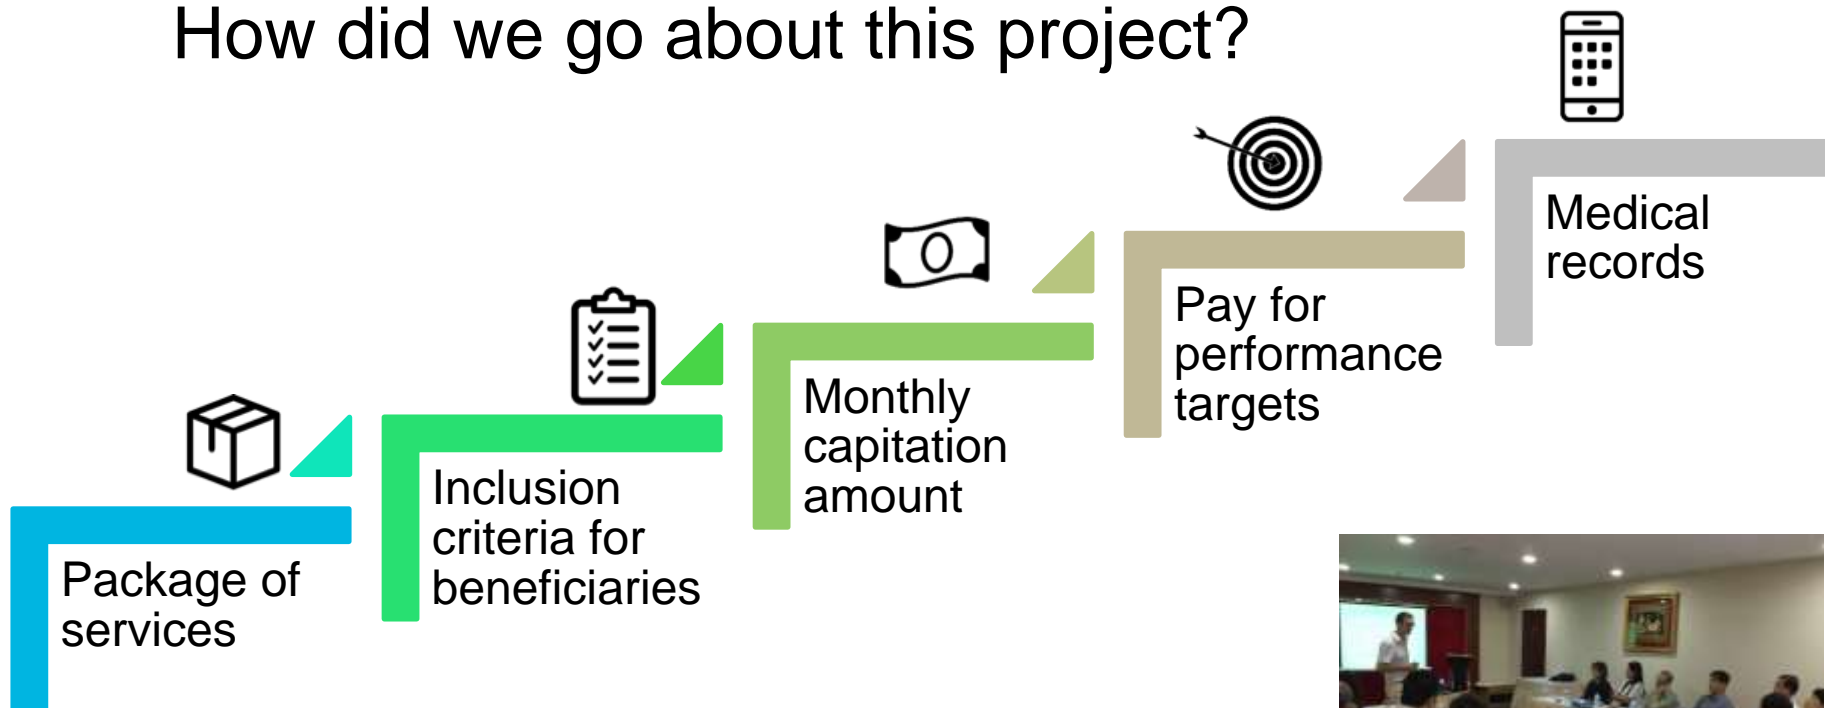 How did we go about this project?
Package of
services
Inclusion
criteria for
beneficiaries
Monthly
capitation
amount
Pay for
performance
targets
Medical
records